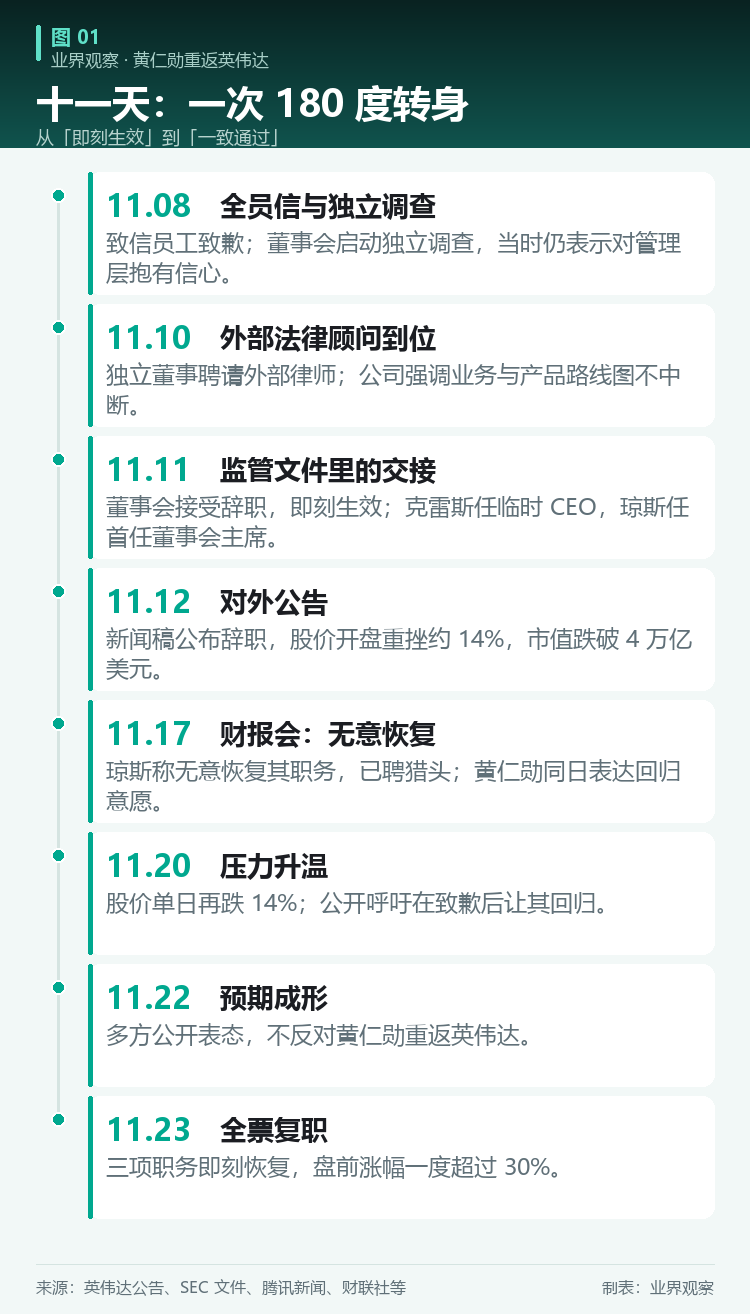 图 01
业界观察 · 黄仁勋重返英伟达
十一天：一次 180 度转身
从「即刻生效」到「一致通过」
11.08 全员信与独立调查
致信员工致歉；董事会启动独立调查，当时仍表示对管理
层抱有信心。
11.10 外部法律顾问到位
独立董事聘请外部律师；公司强调业务与产品路线图不中
断。
11.11 监管文件里的交接
董事会接受辞职，即刻生效；克雷斯任临时 CEO，琼斯任
首任董事会主席。
11.12 对外公告
新闻稿公布辞职，股价开盘重挫约 14%，市值跌破 4 万亿
美元。
11.17 财报会：无意恢复
琼斯称无意恢复其职务，已聘猎头；黄仁勋同日表达回归
意愿。
11.20 压力升温
股价单日再跌 14%；公开呼吁在致歉后让其回归。
11.22 预期成形
多方公开表态，不反对黄仁勋重返英伟达。
11.23 全票复职
三项职务即刻恢复，盘前涨幅一度超过 30%。
来源：英伟达公告、SEC 文件、腾讯新闻、财联社等
制表：业界观察